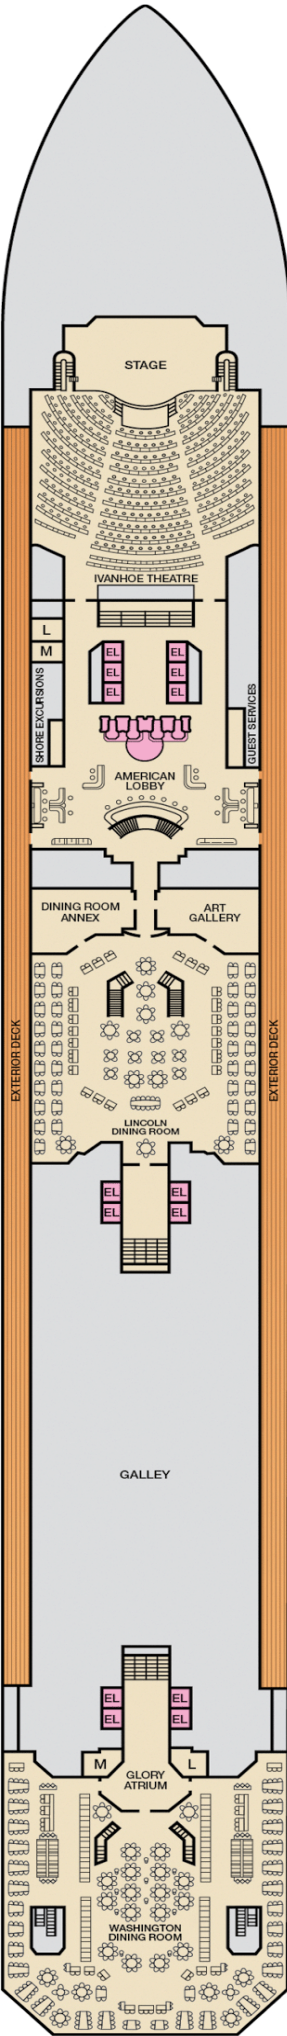 STAGE
IVANHOE THEATRE
L
M
EL
EL
EL
EL
EL
EL
SHORE EXCURSIONS
GUEST SERVICES
AMERICAN
LOBBY
DINING ROOM
ANNEX
ART
GALLERY
EXTERIOR DECK
EXTERIOR DECK
LINCOLN
DINING ROOM
EL
EL
EL
EL
GALLEY
EL
EL
EL
EL
M
L
GLORY
ATRIUM
WASHINGTON
DINING ROOM